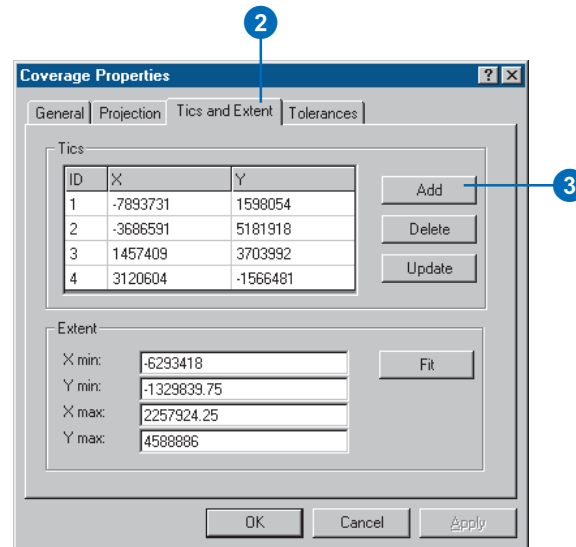 2
Coverage Properties
General Projection Tics and Extent Tolerances
Tics
ID X Y
1 -7893731 1598054
2 -3686591 5181918
3 1457409 3703992
4 3120604 -1566481
Add
3
Delete
Update
Extent
X min: -6293418
Y min: -1329839.75
X max: 2257924.25
Y max: 4588886
Fit
OK Cancel Apply